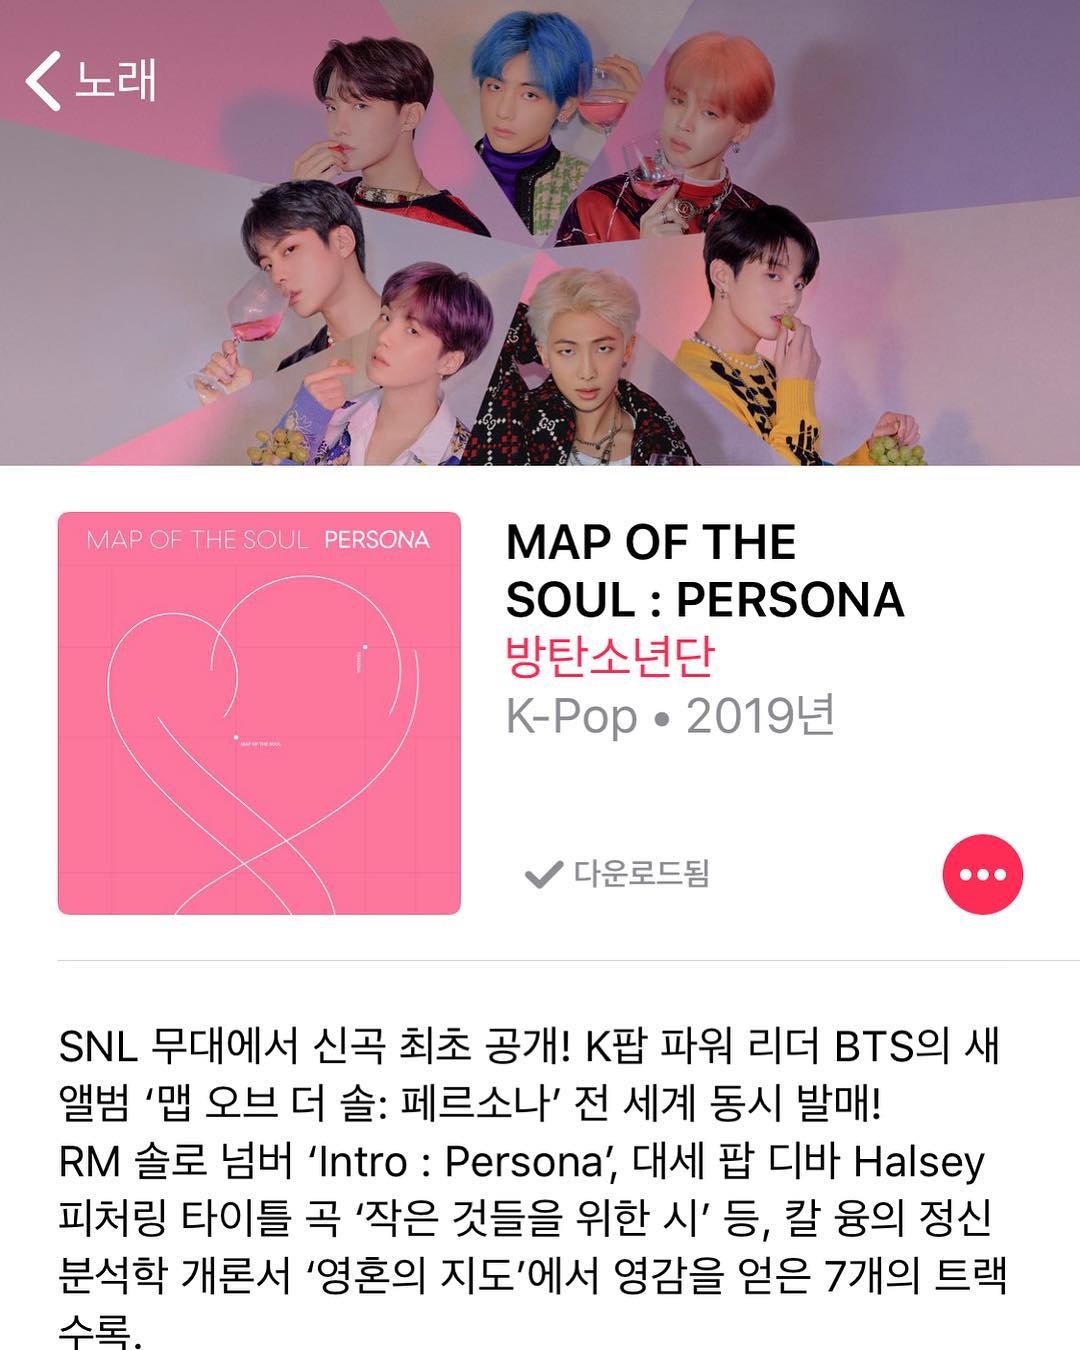 노래
MAP OF THE SOUL PERSONA
PERSONA
MAP OF THE SOUL
MAP OF THE
SOUL : PERSONA
방탄소년단
K-Pop • 2019년
다운로드됨
SNL 무대에서 신곡 최초 공개! K팝 파워 리더 BTS의 새
앨범 ‘맵 오브 더 솔: 페르소나’ 전 세계 동시 발매!
RM 솔로 넘버 ‘Intro : Persona’, 대세 팝 디바 Halsey
피처링 타이틀 곡 ‘작은 것들을 위한 시’ 등, 칼 융의 정신
분석학 개론서 ‘영혼의 지도’에서 영감을 얻은 7개의 트랙
수록.